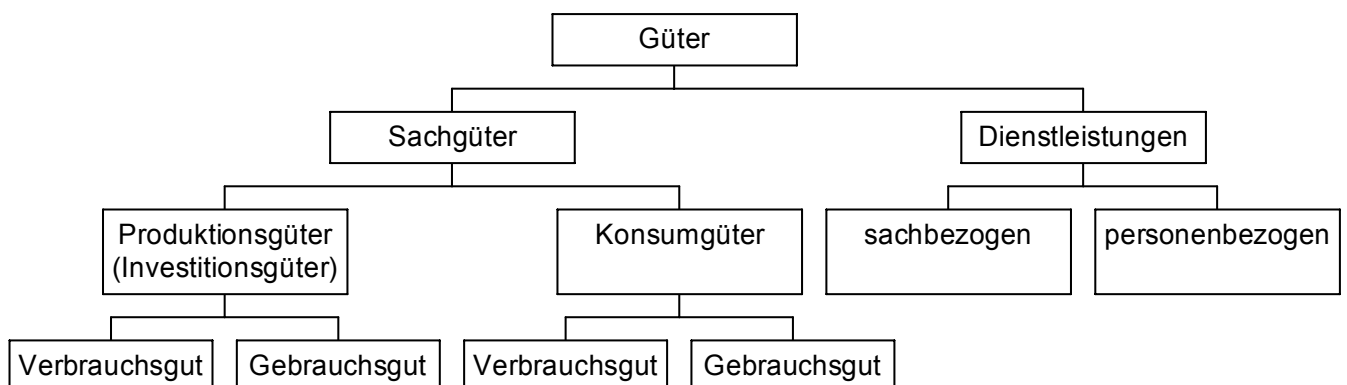 Güter
Sachgüter
Dienstleistungen
Produktionsgüter
(Investitionsgüter)
Konsumgüter
sachbezogen
personenbezogen
Verbrauchsgut
Gebrauchsgut
Verbrauchsgut
Gebrauchsgut